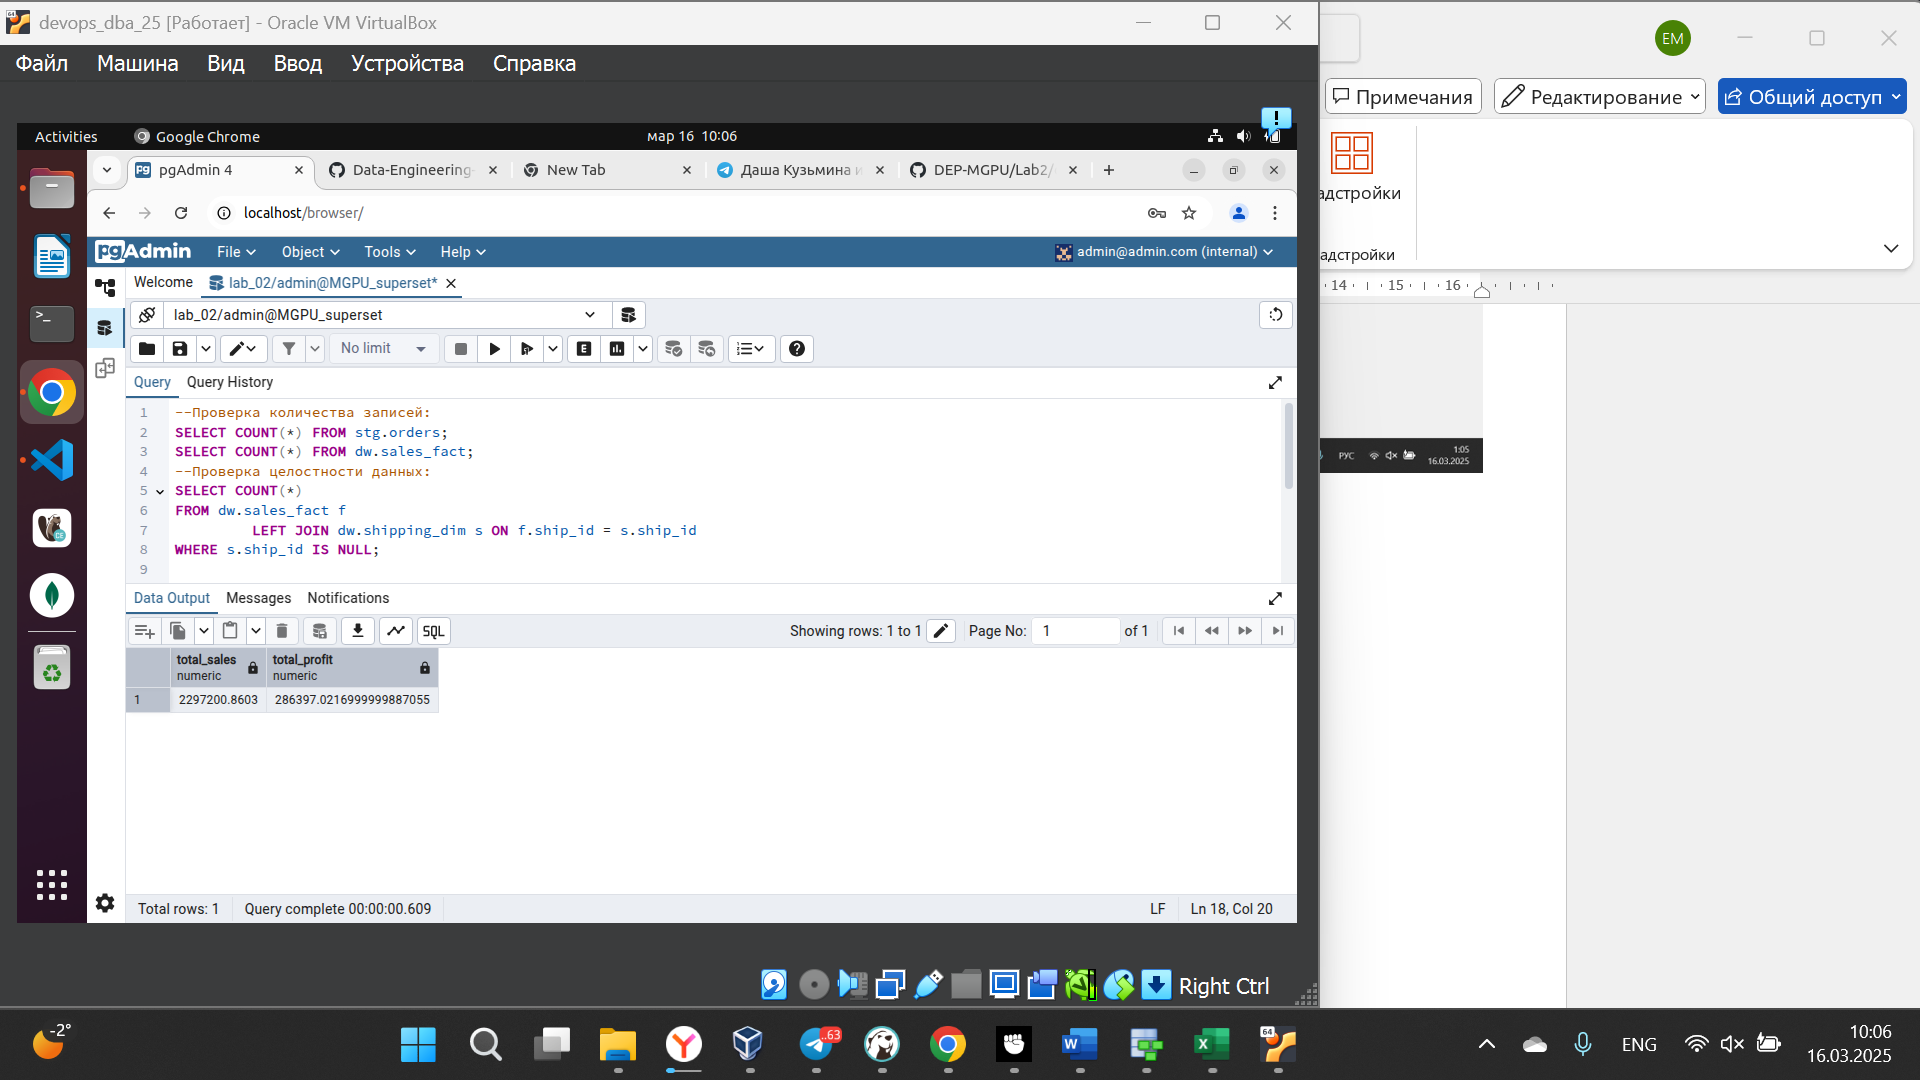 devops_dba_25 [Работает] - Oracle VM VirtualBox
Файл Машина Вид Ввод Устройства Справка
EM
Примечания Редактирование Общий доступ
Activities Google Chrome мар 16 10:06
pgAdmin 4 Data-Engineering- New Tab Даша Кузьмина и DEP-MGPU/Lab2/
localhost/browser/
pgAdmin File Object Tools Help admin@admin.com (internal)
Welcome lab_02/admin@MGPU_superset*
lab_02/admin@MGPU_superset
No limit
Query Query History
1 --Проверка количества записей:
2 SELECT COUNT(*) FROM stg.orders;
3 SELECT COUNT(*) FROM dw.sales_fact;
4 --Проверка целостности данных:
5 SELECT COUNT(*)
6 FROM dw.sales_fact f
7 LEFT JOIN dw.shipping_dim s ON f.ship_id = s.ship_id
8 WHERE s.ship_id IS NULL;
9
Data Output Messages Notifications
SQL Showing rows: 1 to 1 Page No: 1 of 1
total_sales numeric total_profit numeric
1 2297200.8603 286397.0216999999887055
Total rows: 1 Query complete 00:00:00.609 LF Ln 18, Col 20
адстройки
адстройки
14 15 16
РУС 1:05
16.03.2025
Right Ctrl
-2°
..63
64
ENG
10:06
16.03.2025